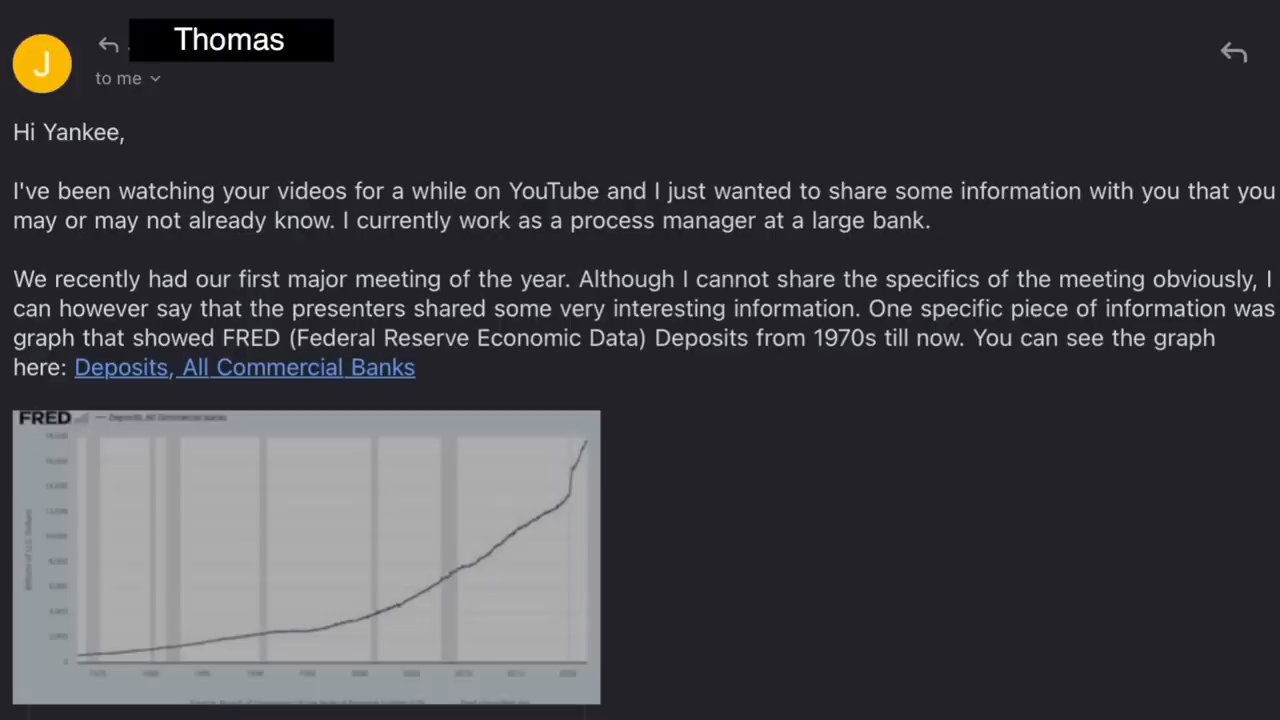 Thomas
J
to me
Hi Yankee,
I've been watching your videos for a while on YouTube and I just wanted to share some information with you that you
may or may not already know. I currently work as a process manager at a large bank.
We recently had our first major meeting of the year. Although I cannot share the specifics of the meeting obviously, I
can however say that the presenters shared some very interesting information. One specific piece of information was
graph that showed FRED (Federal Reserve Economic Data) Deposits from 1970s till now. You can see the graph
here: Deposits, All Commercial Banks
FRED — Deposits, All Commercial Banks